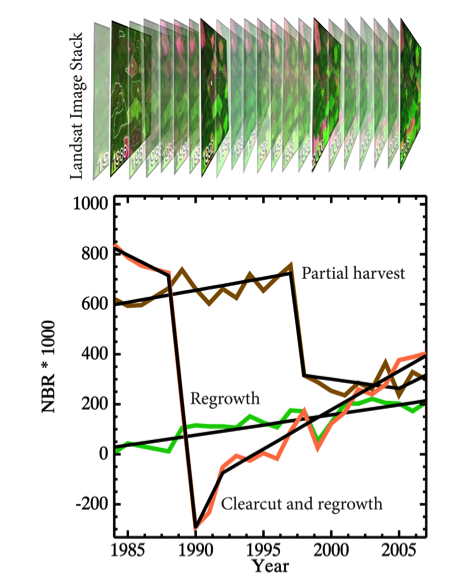 Landsat Image Stack
1988
1000
800
600
400
200
0
-200
NBR * 1000
Partial harvest
Regrowth
Clearcut and regrowth
1985 1990 1995 2000 2005
Year